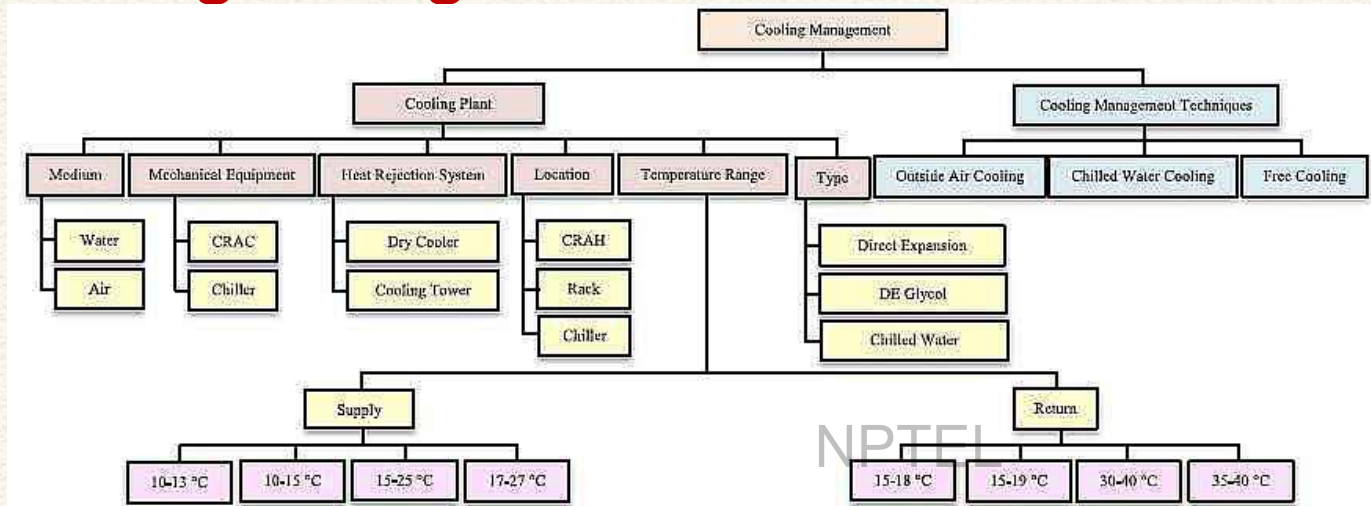 Cooling Management
Cooling Plant
Cooling Management Techniques
Medium
Mechanical Equipment
Heat Rejection System
Location
Temperature Range
Type
Outside Air Cooling
Chilled Water Cooling
Free Cooling
Water
CRAC
Dry Cooler
CRAH
Direct Expansion
Air
Chiller
Cooling Tower
Rack
DE Glycol
Chiller
Chilled Water
Supply
Return
NPTEL
10-13 °C
10-15 °C
15-25 °C
17-27 °C
15-18 °C
15-19 °C
30-40 °C
35-40 °C